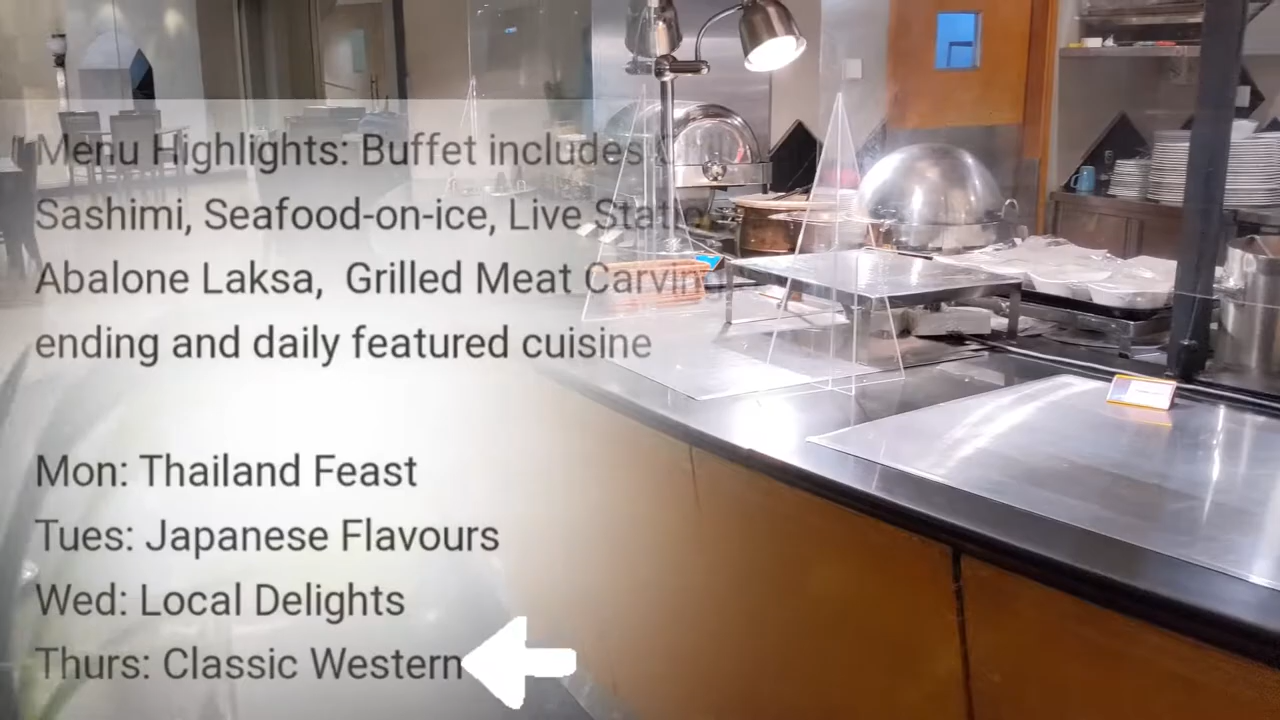 Menu Highlights: Buffet includes
Sashimi, Seafood-on-ice, Live
Abalone Laksa, Grilled Meat Carving
ending and daily featured cuisine
Mon: Thailand Feast
Tues: Japanese Flavours
Wed: Local Delights
Thurs: Classic Western